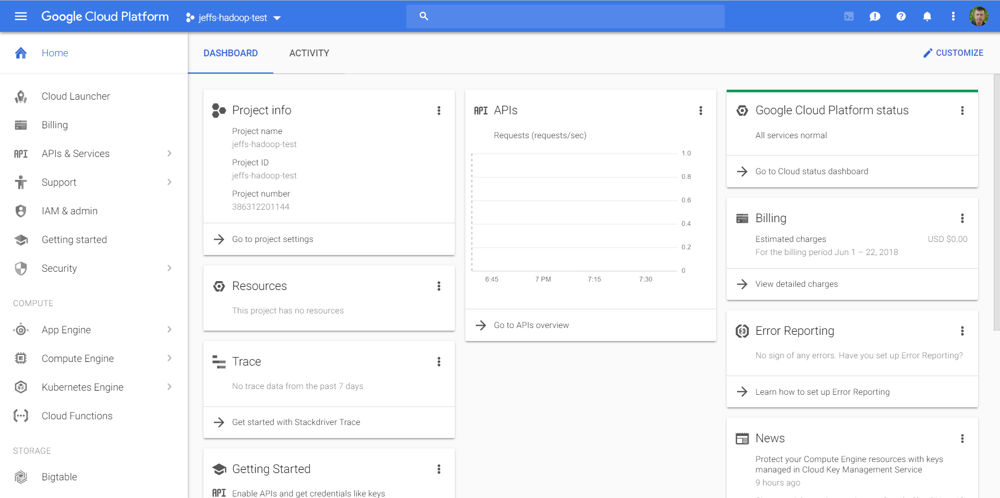 Google Cloud Platform
jeffs-hadoop-test
Home
DASHBOARD
ACTIVITY
CUSTOMIZE
Cloud Launcher
Billing
API
APIs & Services
Support
IAM & admin
Getting started
Security
COMPUTE
App Engine
Compute Engine
Kubernetes Engine
Cloud Functions
STORAGE
Bigtable
Project info
Project name
jeffs-hadoop-test
Project ID
jeffs-hadoop-test
Project number
386312201144
Go to project settings
Resources
This project has no resources
Trace
No trace data from the past 7 days
Get started with Stackdriver Trace
Getting Started
API
Enable APIs and get credentials like keys
API
APIs
Requests (requests/sec)
1.0
0.8
0.6
0.4
0.2
0
6:45 7 PM 7:15 7:30
Go to APIs overview
Google Cloud Platform status
All services normal
Go to Cloud status dashboard
Billing
Estimated charges USD $0.00
For the billing period Jun 1 – 22, 2018
View detailed charges
Error Reporting
No sign of any errors. Have you set up Error Reporting?
Learn how to set up Error Reporting
News
Protect your Compute Engine resources with keys
managed in Cloud Key Management Service
9 hours ago